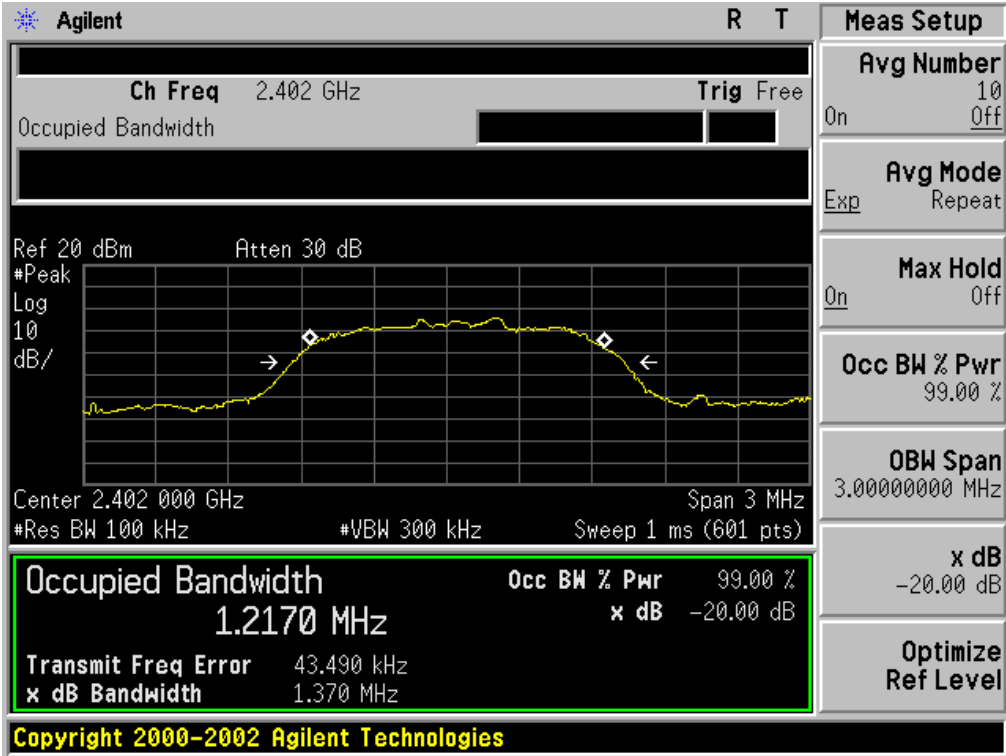 Agilent R T
Ch Freq 2.402 GHz Trig Free
Occupied Bandwidth
Ref 20 dBm Atten 30 dB
#Peak
Log
10
dB/
Center 2.402 000 GHz Span 3 MHz
#Res BW 100 kHz #VBW 300 kHz Sweep 1 ms (601 pts)
Occupied Bandwidth Occ BW % Pwr 99.00 %
1.2170 MHz x dB -20.00 dB
Transmit Freq Error 43.490 kHz
x dB Bandwidth 1.370 MHz
Copyright 2000-2002 Agilent Technologies
Meas Setup
Avg Number
10
On Off
Avg Mode
Exp Repeat
Max Hold
On Off
Occ BW % Pwr
99.00 %
OBW Span
3.00000000 MHz
x dB
-20.00 dB
Optimize
Ref Level